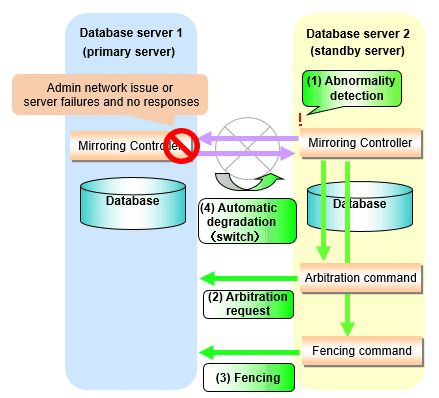 Database server 1
(primary server)
Database server 2
(standby server)
Admin network issue or
server failures and no responses
(1) Abnormality
detection
!
Mirroring Controller
Mirroring Controller
Database
Database
(4) Automatic
degradation
(switch)
Arbitration command
(2) Arbitration
request
Fencing command
(3) Fencing